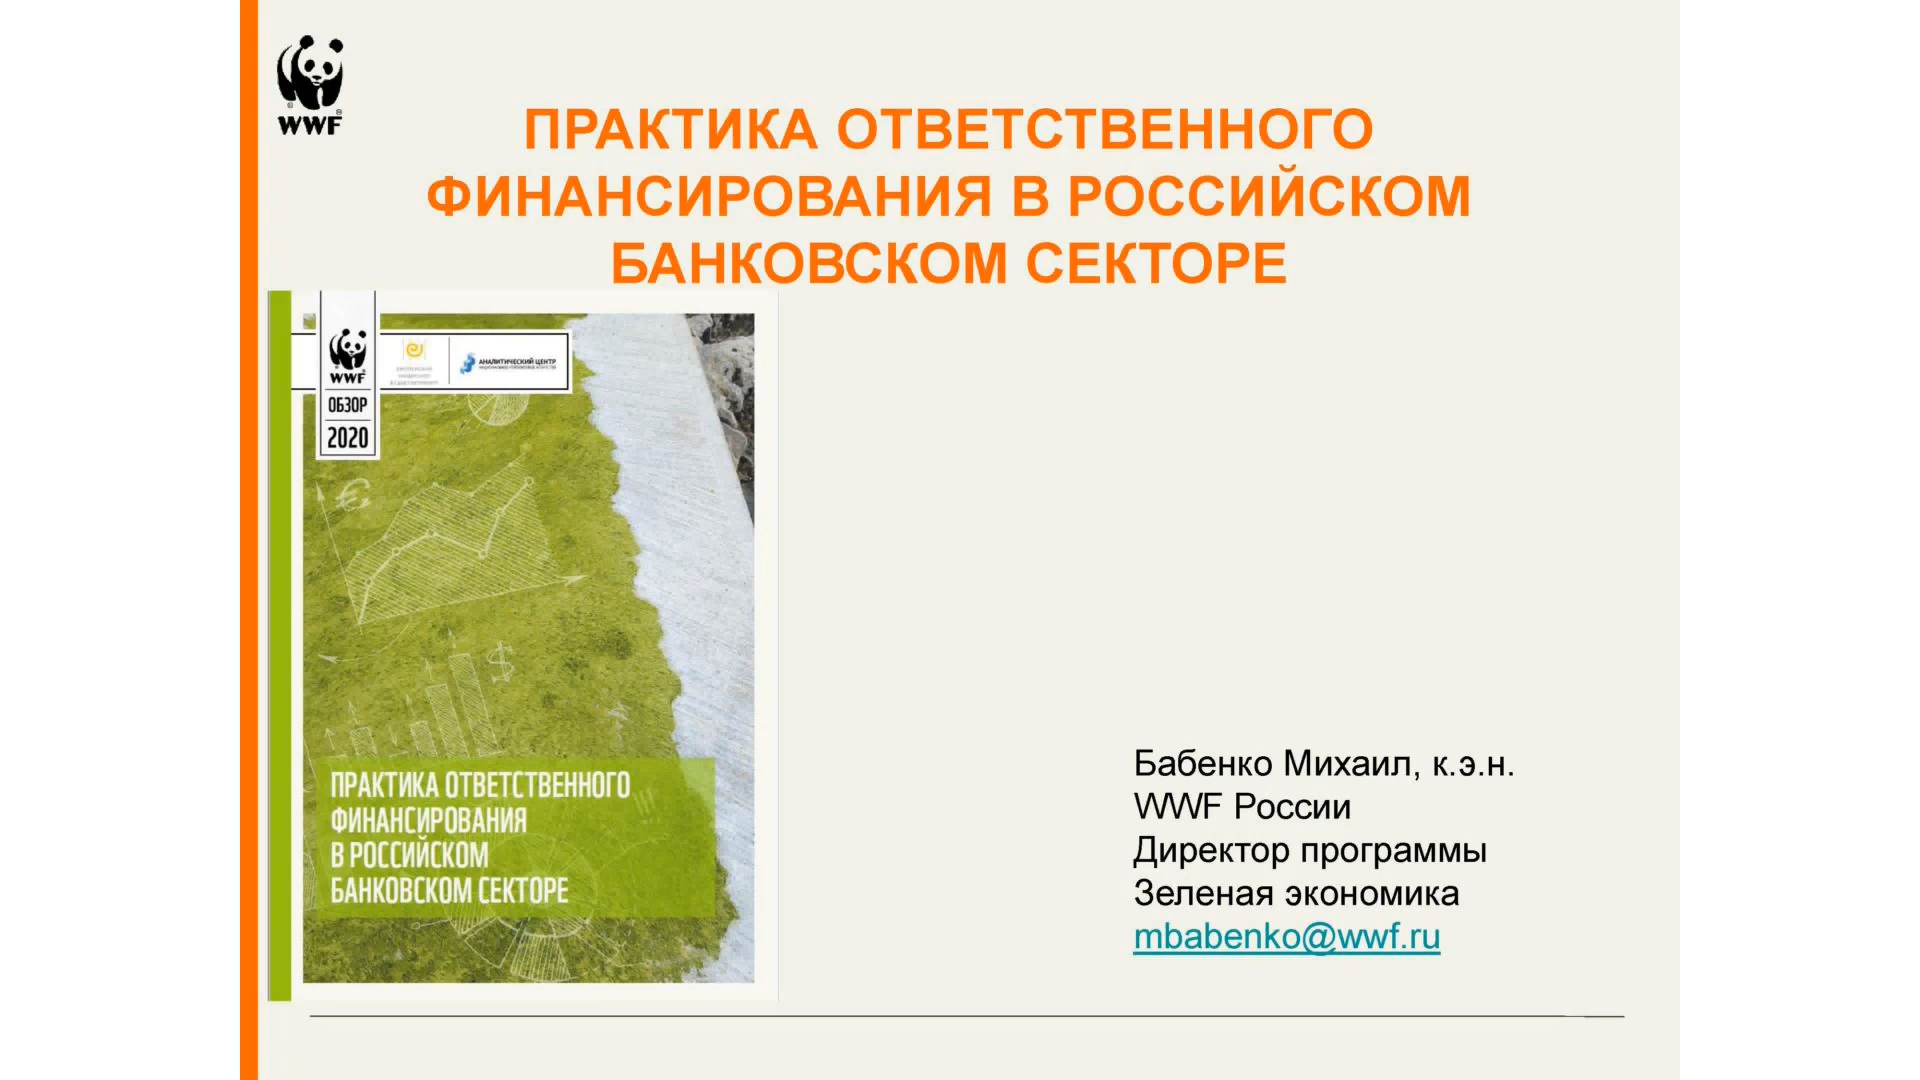 WWF
ПРАКТИКА ОТВЕТСТВЕННОГО
ФИНАНСИРОВАНИЯ В РОССИЙСКОМ
БАНКОВСКОМ СЕКТОРЕ
WWF
ОБЗОР
2020
АНАЛИТИЧЕСКИЙ ЦЕНТР
€
$
ПРАКТИКА ОТВЕТСТВЕННОГО
ФИНАНСИРОВАНИЯ
В РОССИЙСКОМ
БАНКОВСКОМ СЕКТОРЕ
Бабенко Михаил, к.э.н.
WWF России
Директор программы
Зеленая экономика
mbabenko@wwf.ru